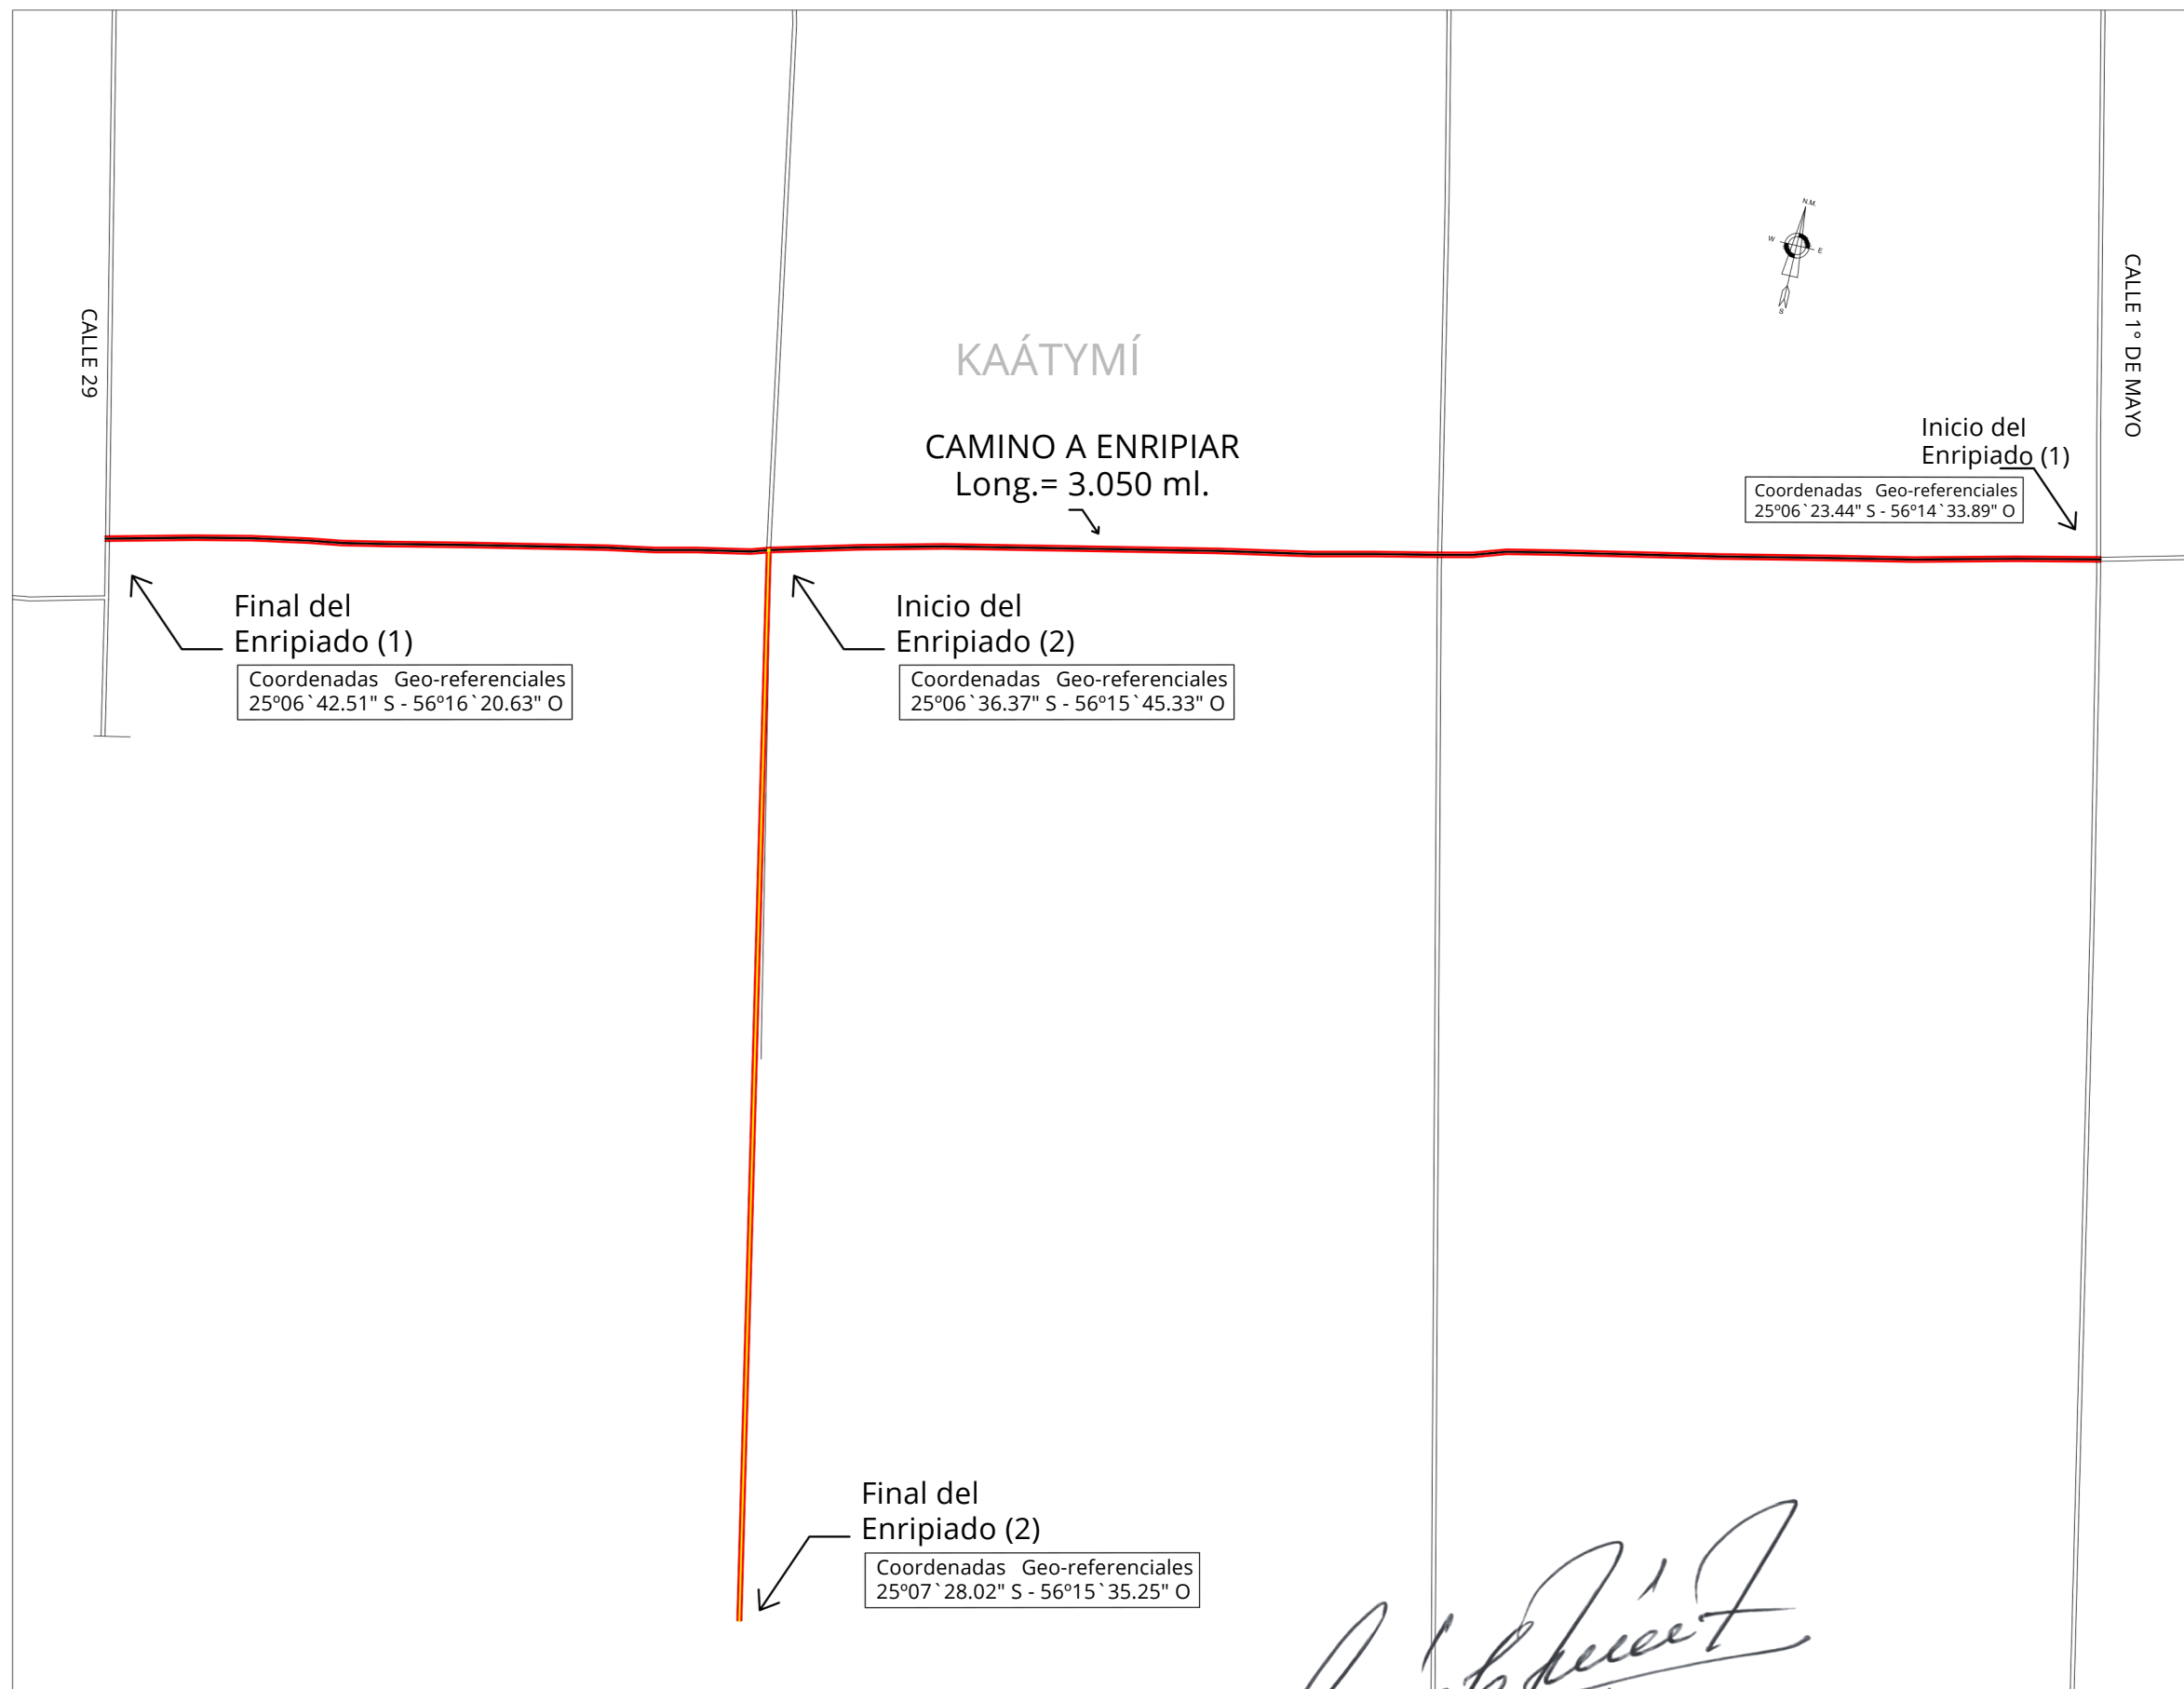 N.M.
W
E
S
CALLE 29
CALLE 1° DE MAYO
KAÁTYMÍ
CAMINO A ENRIPIAR
Long.= 3.050 ml.
Inicio del
Enripiado (1)
Coordenadas Geo-referenciales
25º06`23.44" S - 56º14`33.89" O
Final del
Enripiado (1)
Coordenadas Geo-referenciales
25º06`42.51" S - 56º16`20.63" O
Inicio del
Enripiado (2)
Coordenadas Geo-referenciales
25º06`36.37" S - 56º15`45.33" O
Final del
Enripiado (2)
Coordenadas Geo-referenciales
25º07`28.02" S - 56º15`35.25" O